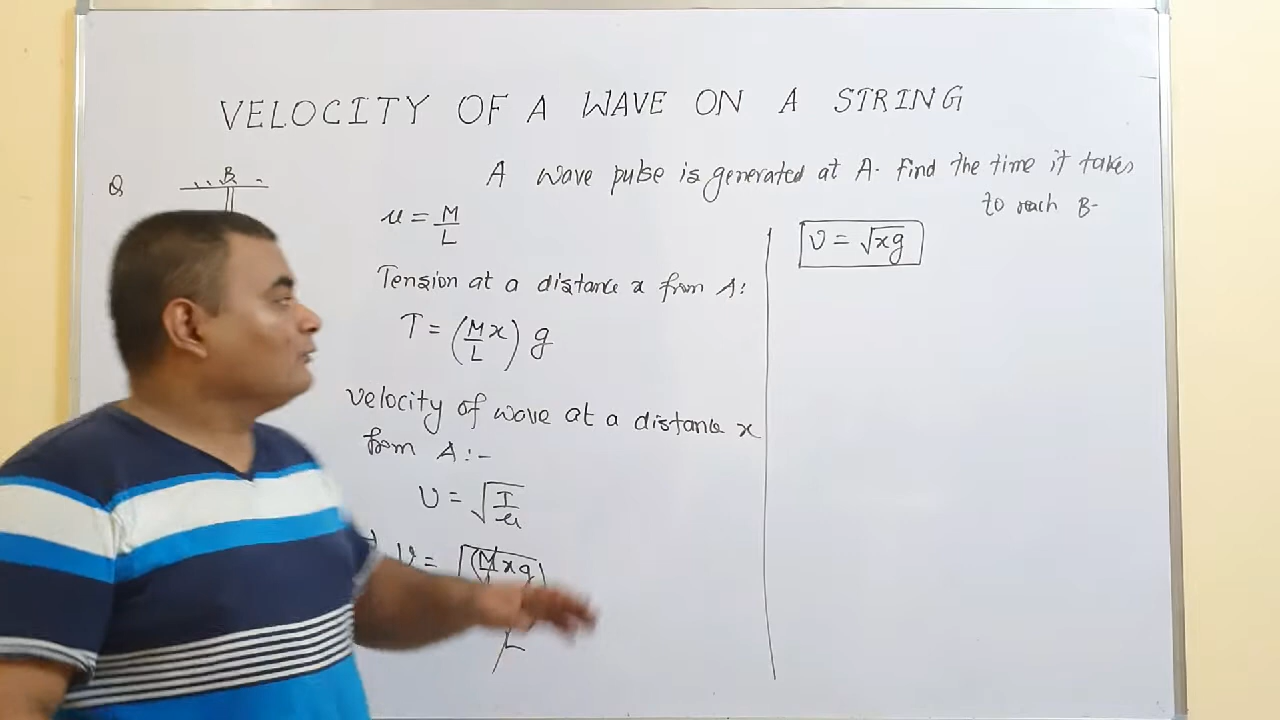 VELOCITY OF A WAVE ON A STRING
Q
B
A wave pulse is generated at A. Find the time it takes
to reach B-
u = M/L
Tension at a distance x from A:
T = (M/L x) g
velocity of wave at a distance x
from A:-
v = √T/u
v =
v = √xg